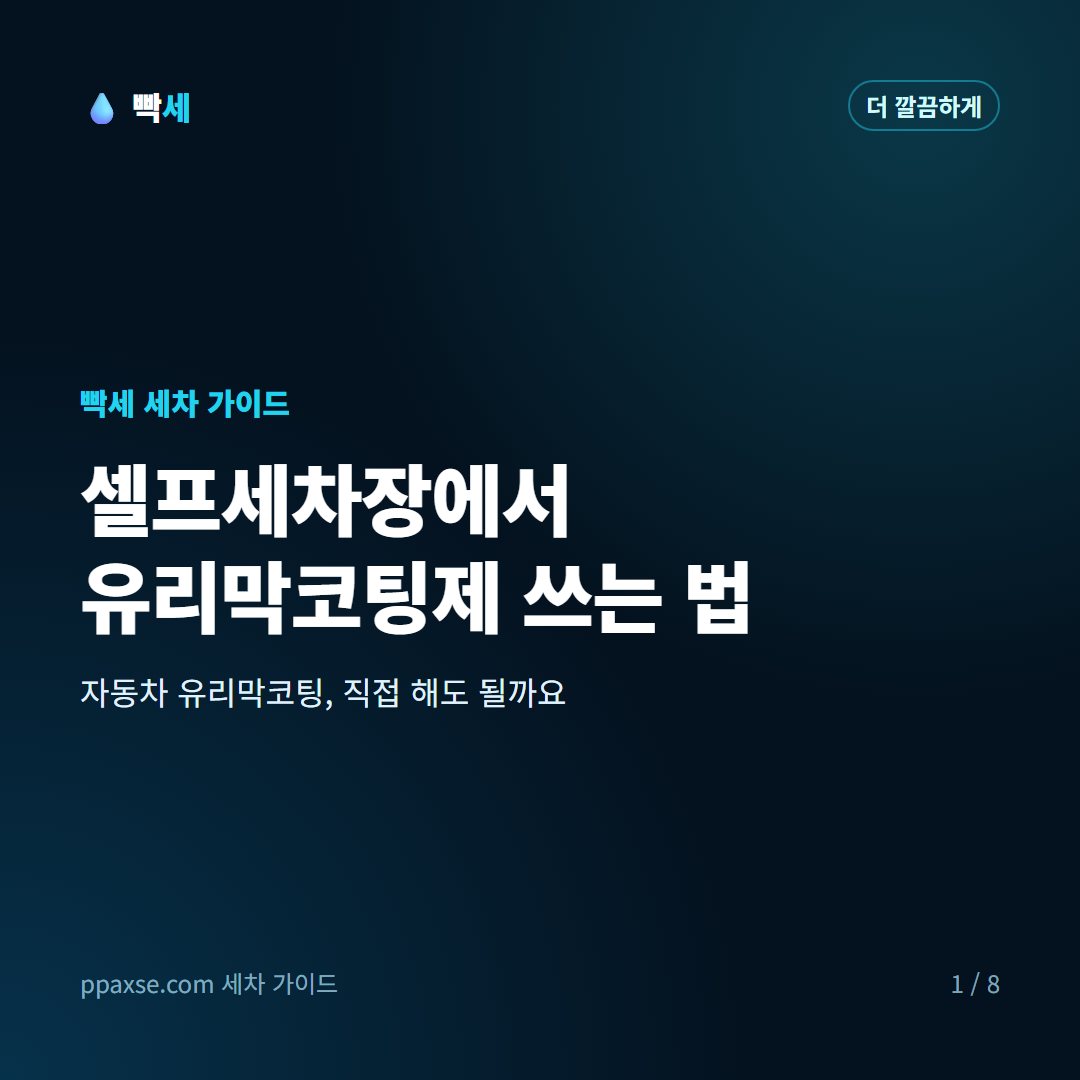 빡세
더 깔끔하게
빡세 세차 가이드
셀프세차장에서
유리막코팅제 쓰는 법
자동차 유리막코팅, 직접 해도 될까요
ppaxse.com 세차 가이드
1 / 8